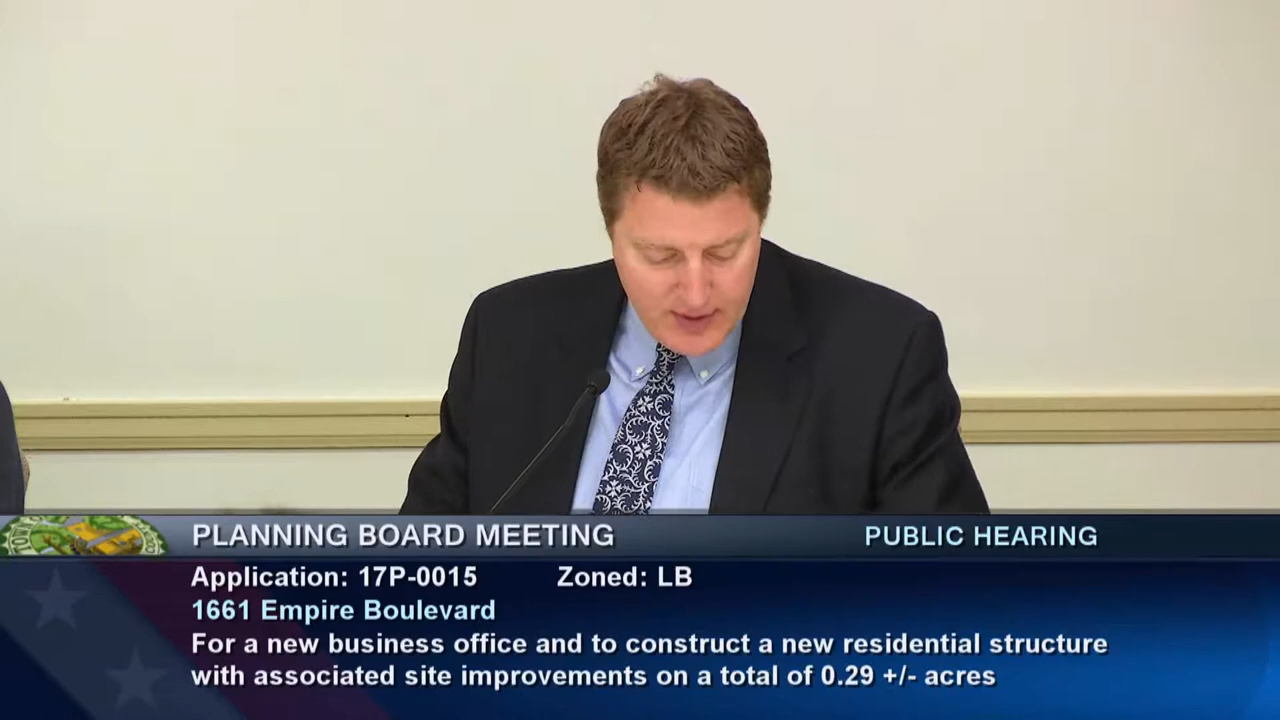 PLANNING BOARD MEETING
PUBLIC HEARING
Application: 17P-0015
Zoned: LB
1661 Empire Boulevard
For a new business office and to construct a new residential structure
with associated site improvements on a total of 0.29 +/- acres
TOWN